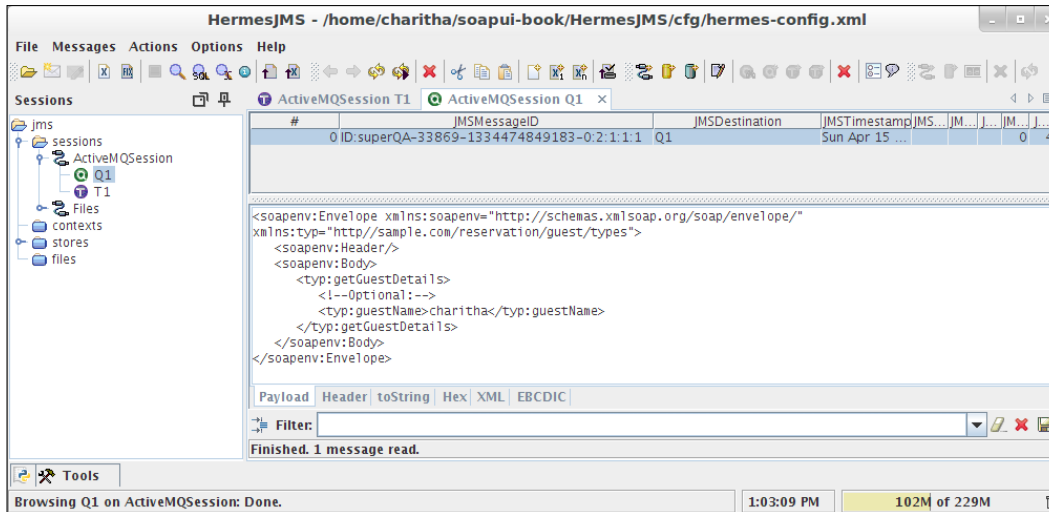 HermesJMS - /home/charitha/soapui-book/HermesJMS/cfg/hermes-config.xml
File Messages Actions Options Help
Sessions
ActiveMQSession T1
ActiveMQSession Q1
jms
sessions
ActiveMQSession
Q1
T1
Files
contexts
stores
files
# JMSMessageID JMSDestination JMSTimestamp JMS... JM... J... JM... J...
0 ID:superQA-33869-1334474849183-0:2:1:1:1 Q1 Sun Apr 15 ... 0 4
<soapenv:Envelope xmlns:soapenv="http://schemas.xmlsoap.org/soap/envelope/"
xmlns:typ="http//sample.com/reservation/guest/types">
<soapenv:Header/>
<soapenv:Body>
<typ:getGuestDetails>
<!--Optional:-->
<typ:guestName>charitha</typ:guestName>
</typ:getGuestDetails>
</soapenv:Body>
</soapenv:Envelope>
Payload Header toString Hex XML EBCDIC
Filter:
Finished. 1 message read.
Tools
Browsing Q1 on ActiveMQSession: Done. 1:03:09 PM 102M of 229M